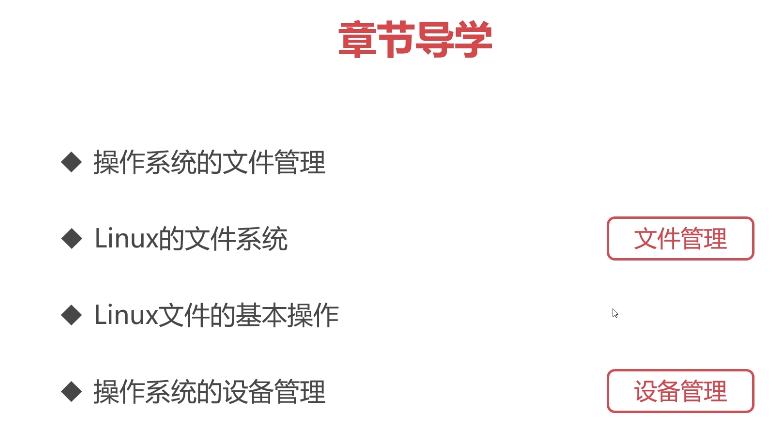 章节导学
操作系统的文件管理
Linux的文件系统
文件管理
Linux文件的基本操作
操作系统的设备管理
设备管理